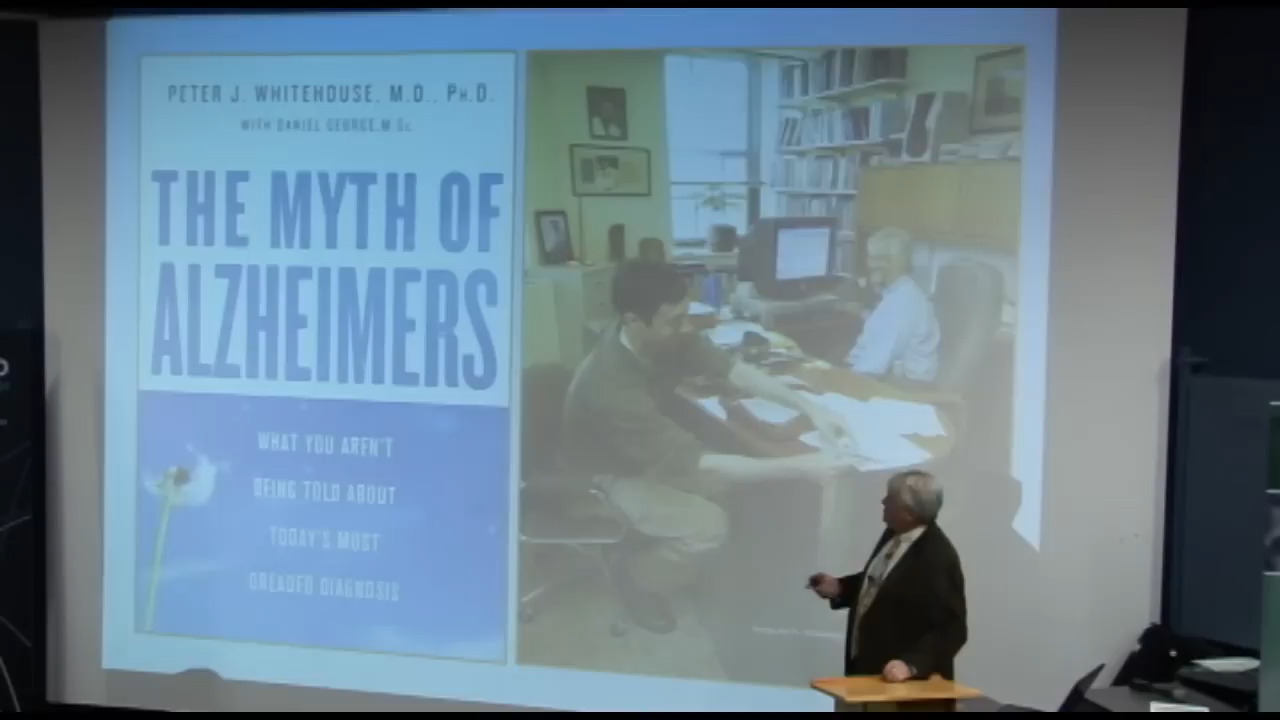 PETER J. WHITEHOUSE, M.D., PH.D.
WITH DANIEL GEORGE, M.Sc.
THE MYTH OF
ALZHEIMERS
WHAT YOU AREN'T
BEING TOLD ABOUT
TODAY'S MOST
DREADED DIAGNOSIS